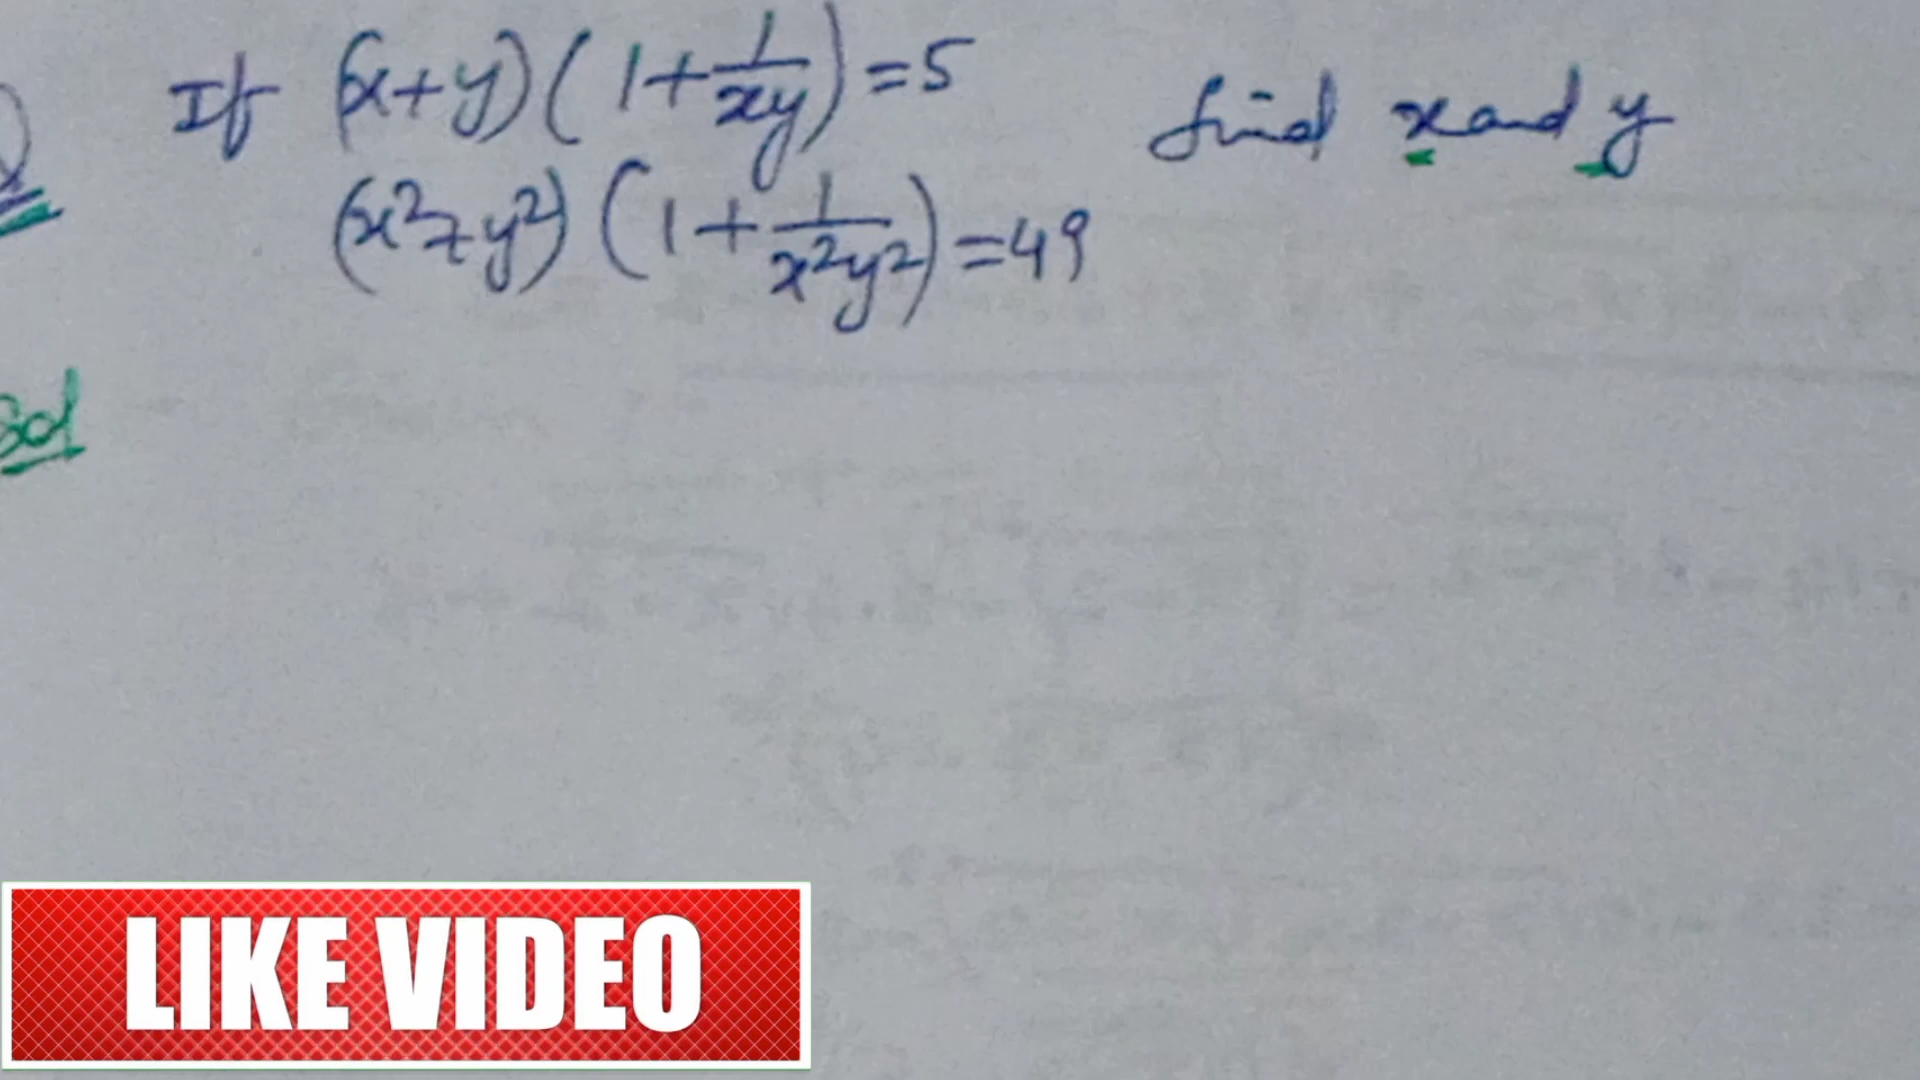 Q If (x+y)(1+1/xy)=5 find x and y
(x²+y²)(1+1/x²y²)=49
Sol
LIKE VIDEO